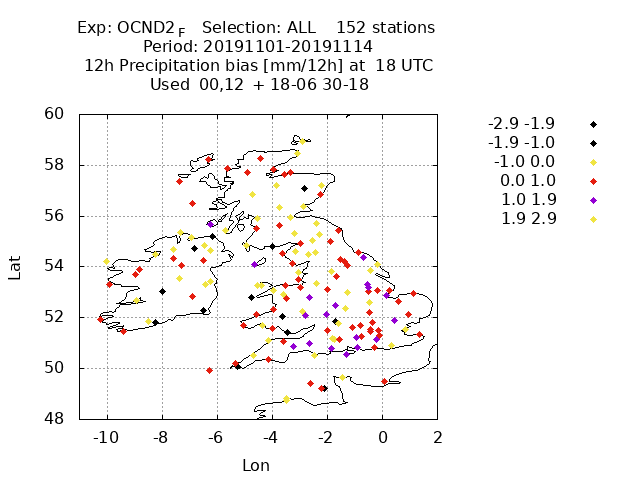 Exp: OCND2_F   Selection: ALL    152 stations
Period: 20191101-20191114
12h Precipitation bias [mm/12h] at  18 UTC
Used  00,12  + 18-06 30-18
60
58
56
54
52
50
48
-10 -8 -6 -4 -2 0 2
Lat
Lon
-2.9 -1.9
-1.9 -1.0
-1.0 0.0
0.0 1.0
1.0 1.9
1.9 2.9